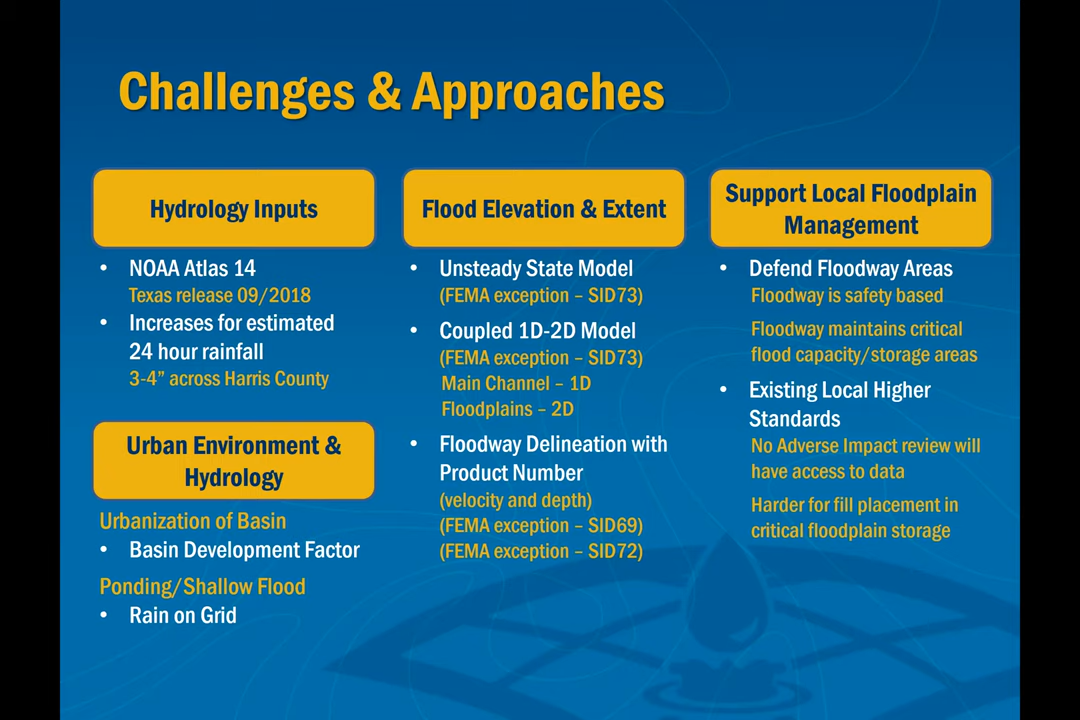 Challenges & Approaches
Hydrology Inputs
• NOAA Atlas 14
Texas release 09/2018
• Increases for estimated
24 hour rainfall
3-4” across Harris County
Urban Environment &
Hydrology
Urbanization of Basin
• Basin Development Factor
Ponding/Shallow Flood
• Rain on Grid
Flood Elevation & Extent
• Unsteady State Model
(FEMA exception – SID73)
• Coupled 1D-2D Model
(FEMA exception – SID73)
Main Channel – 1D
Floodplains – 2D
• Floodway Delineation with
Product Number
(velocity and depth)
(FEMA exception – SID69)
(FEMA exception – SID72)
Support Local Floodplain
Management
• Defend Floodway Areas
Floodway is safety based
Floodway maintains critical
flood capacity/storage areas
• Existing Local Higher
Standards
No Adverse Impact review will
have access to data
Harder for fill placement in
critical floodplain storage